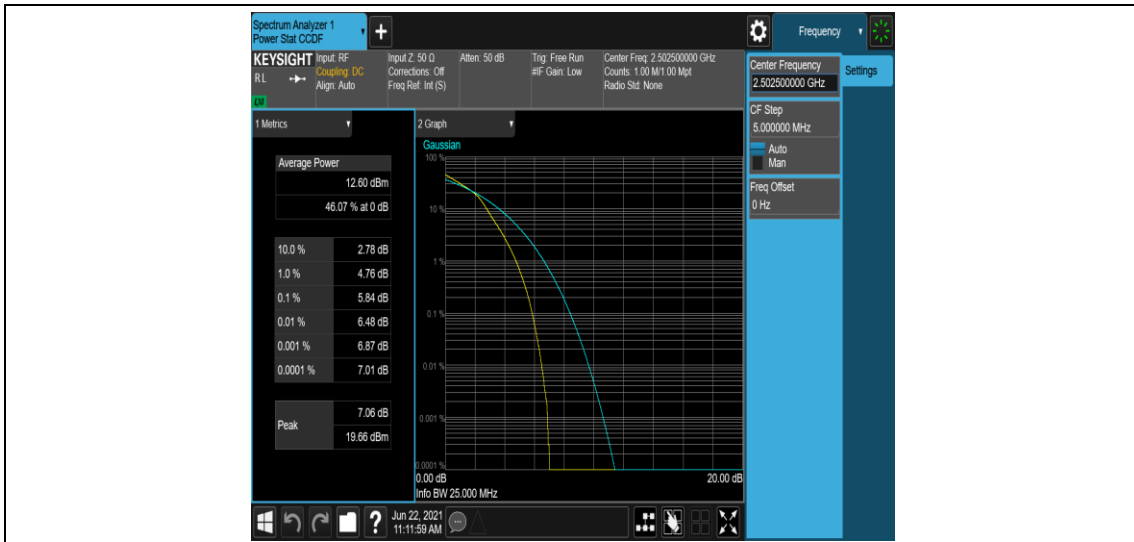 Spectrum Analyzer 1
Power Stat CCDF
+
Frequency
KEYSIGHT
RL
LXI
Input: RF
Coupling: DC
Align: Auto
Input Z: 50 Ω
Corrections: Off
Freq Ref: Int (S)
Atten: 50 dB
Trig: Free Run
#IF Gain: Low
Center Freq: 2.502500000 GHz
Counts: 1.00 M/1.00 Mpt
Radio Std: None
Center Frequency
2.502500000 GHz
Settings
CF Step
5.000000 MHz
Auto
Man
Freq Offset
0 Hz
1 Metrics
Average Power
12.60 dBm
46.07 % at 0 dB
10.0 % 2.78 dB
1.0 % 4.76 dB
0.1 % 5.84 dB
0.01 % 6.48 dB
0.001 % 6.87 dB
0.0001 % 7.01 dB
Peak
7.06 dB
19.66 dBm
2 Graph
Gaussian
100 %
10 %
1 %
0.1 %
0.01 %
0.001 %
0.0001 %
0.00 dB 20.00 dB
Info BW 25.000 MHz
?
Jun 22, 2021
11:11:59 AM